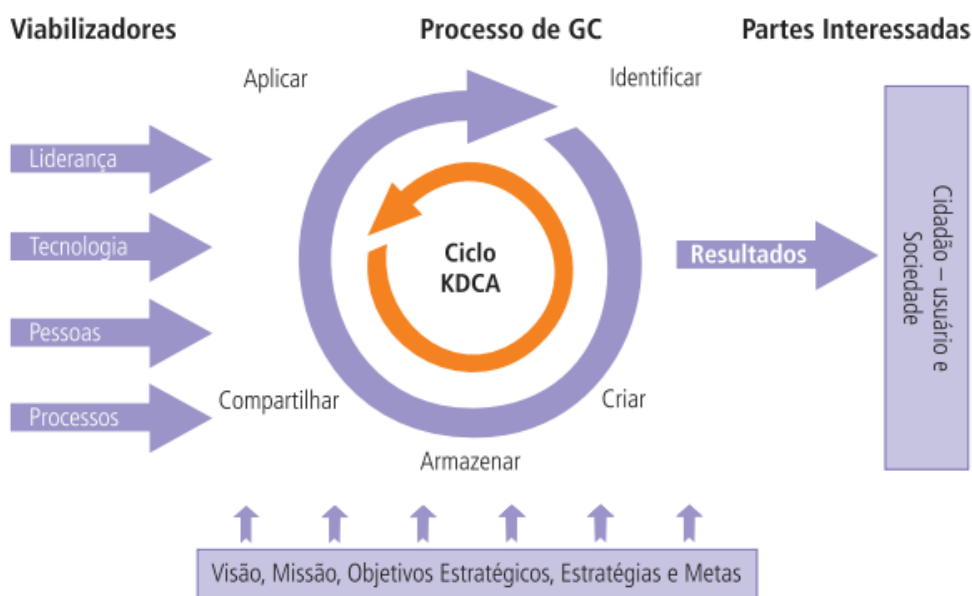 Viabilizadores
Processo de GC
Partes Interessadas
Aplicar
Identificar
Liderança
Tecnologia
Pessoas
Processos
Ciclo
KDCA
Compartilhar
Criar
Armazenar
Resultados
Cidadão – usuário e
Sociedade
Visão, Missão, Objetivos Estratégicos, Estratégias e Metas